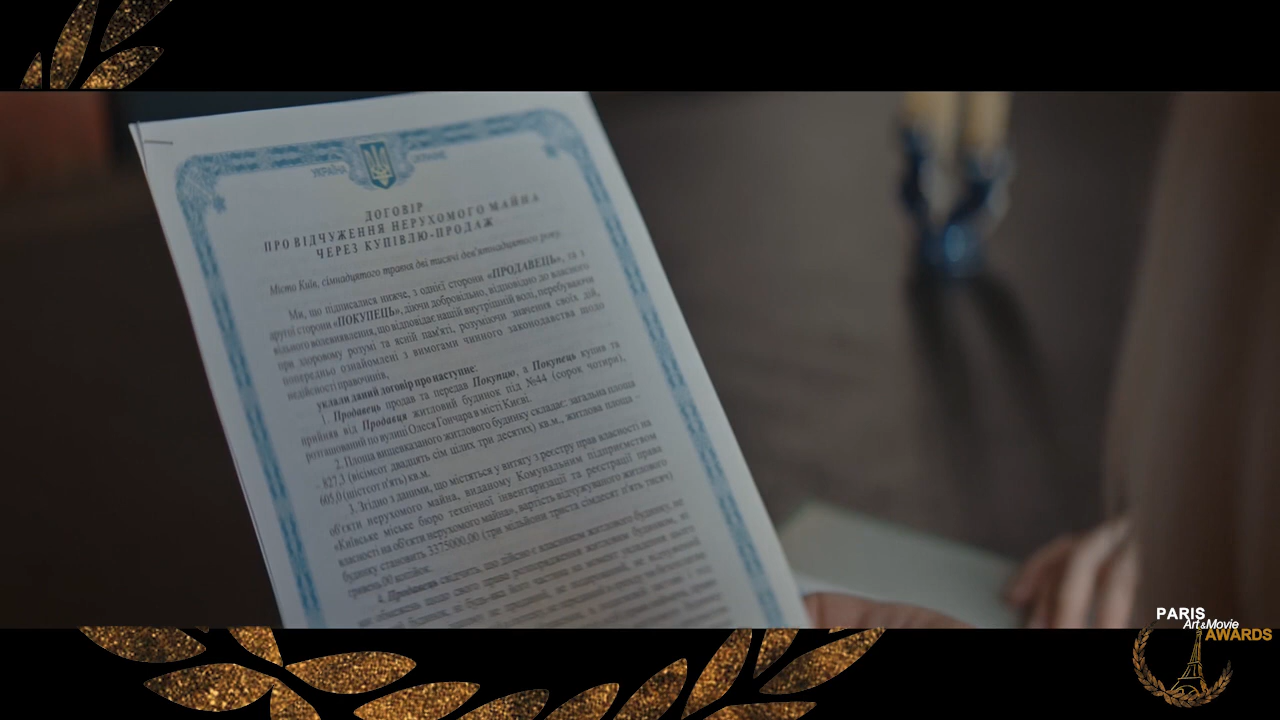 УКРАЇНА
ДОГОВІР
ПРО ВІДЧУЖЕННЯ НЕРУХОМОГО МАЙНА
ЧЕРЕЗ КУПІВЛЮ-ПРОДАЖ
Місто Київ, сімнадцятого травня дві тисячі дев'ятнадцятого року.
Ми, що підписалися нижче, з однієї сторони «ПРОДАВЕЦЬ», та з
другої сторони «ПОКУПЕЦЬ», діючи добровільно, відповідно до власного
вільного волевиявлення, що відповідає нашій внутрішній волі, перебуваючи
при здоровому розумі та ясній пам'яті, розуміючи значення своїх дій,
попередньо ознайомлені з вимогами чинного законодавства щодо
недійсності правочинів,
уклали даний договір про наступне:
1. Продавець продав та передав Покупцю, а Покупець купив та
прийняв від Продавця житловий будинок під №44 (сорок чотири),
розташований по вулиці Олеся Гончара в місті Києві.
2. Площа вищевказаного житлового будинку складає: загальна площа
- 827,3 (вісімсот двадцять сім цілих три десятих) кв.м., житлова площа -
605,0 (шістсот п'ять) кв.м.
3. Згідно з даними, що містяться у витягу з реєстру прав власності на
об'єкти нерухомого майна, виданому Комунальним підприємством
«Київське міське бюро технічної інвентаризації та реєстрації права
власності на об'єкти нерухомого майна», вартість відчужуваного житлового
будинку становить 3375000,00 (три мільйони триста сімдесят п'ять тисяч)
гривень 00 копійок.
4. Продавець свідчить, що дійсно є власником житлового будинку, не
PARIS
Art&Movie
AWARDS